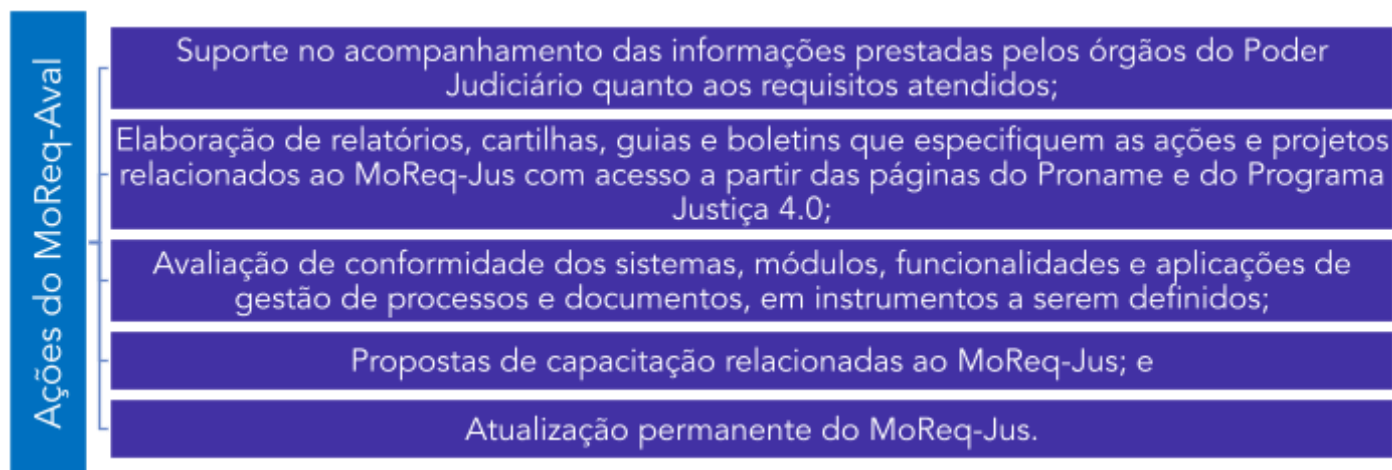 Ações do MoReq-Aval
Suporte no acompanhamento das informações prestadas pelos órgãos do Poder
Judiciário quanto aos requisitos atendidos;
Elaboração de relatórios, cartilhas, guias e boletins que especifiquem as ações e projetos
relacionados ao MoReq-Jus com acesso a partir das páginas do Proname e do Programa
Justiça 4.0;
Avaliação de conformidade dos sistemas, módulos, funcionalidades e aplicações de
gestão de processos e documentos, em instrumentos a serem definidos;
Propostas de capacitação relacionadas ao MoReq-Jus; e
Atualização permanente do MoReq-Jus.